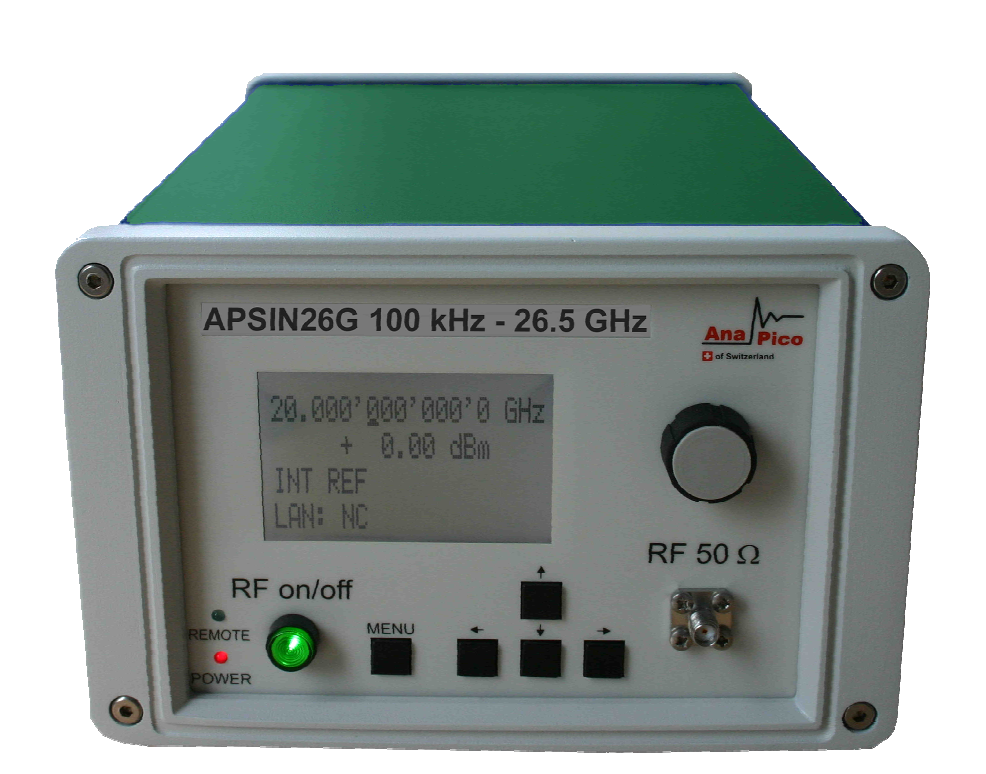 APSIN26G 100 kHz - 26.5 GHz
Ana Pico
of Switzerland
20.000'000'000'0 GHz
+ 0.00 dBm
INT REF
LAN: NC
RF 50 Ω
RF on/off
REMOTE
MENU
POWER